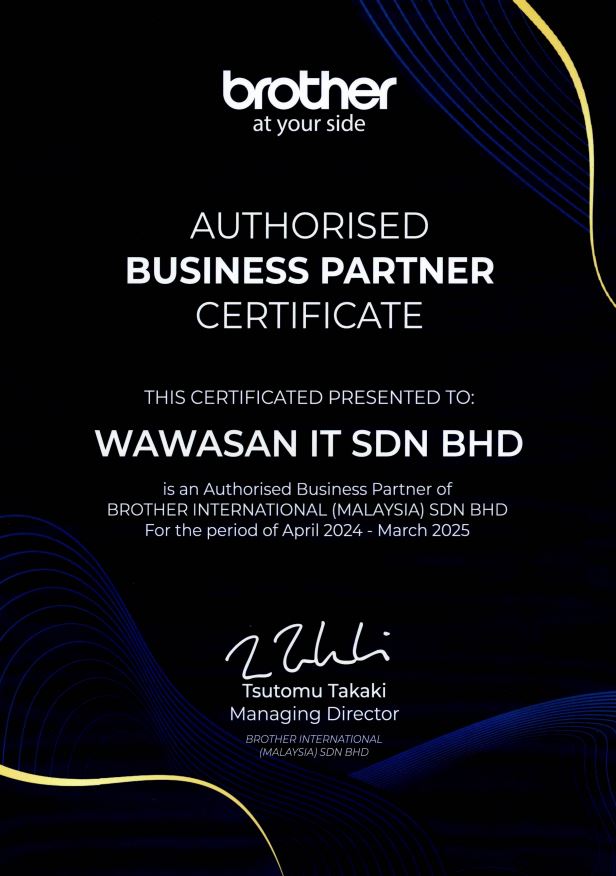 brother
at your side
AUTHORISED
BUSINESS PARTNER
CERTIFICATE
THIS CERTIFICATED PRESENTED TO:
WAWASAN IT SDN BHD
is an Authorised Business Partner of
BROTHER INTERNATIONAL (MALAYSIA) SDN BHD
For the period of April 2024 - March 2025
Tsutomu Takaki
Managing Director
BROTHER INTERNATIONAL
(MALAYSIA) SDN BHD